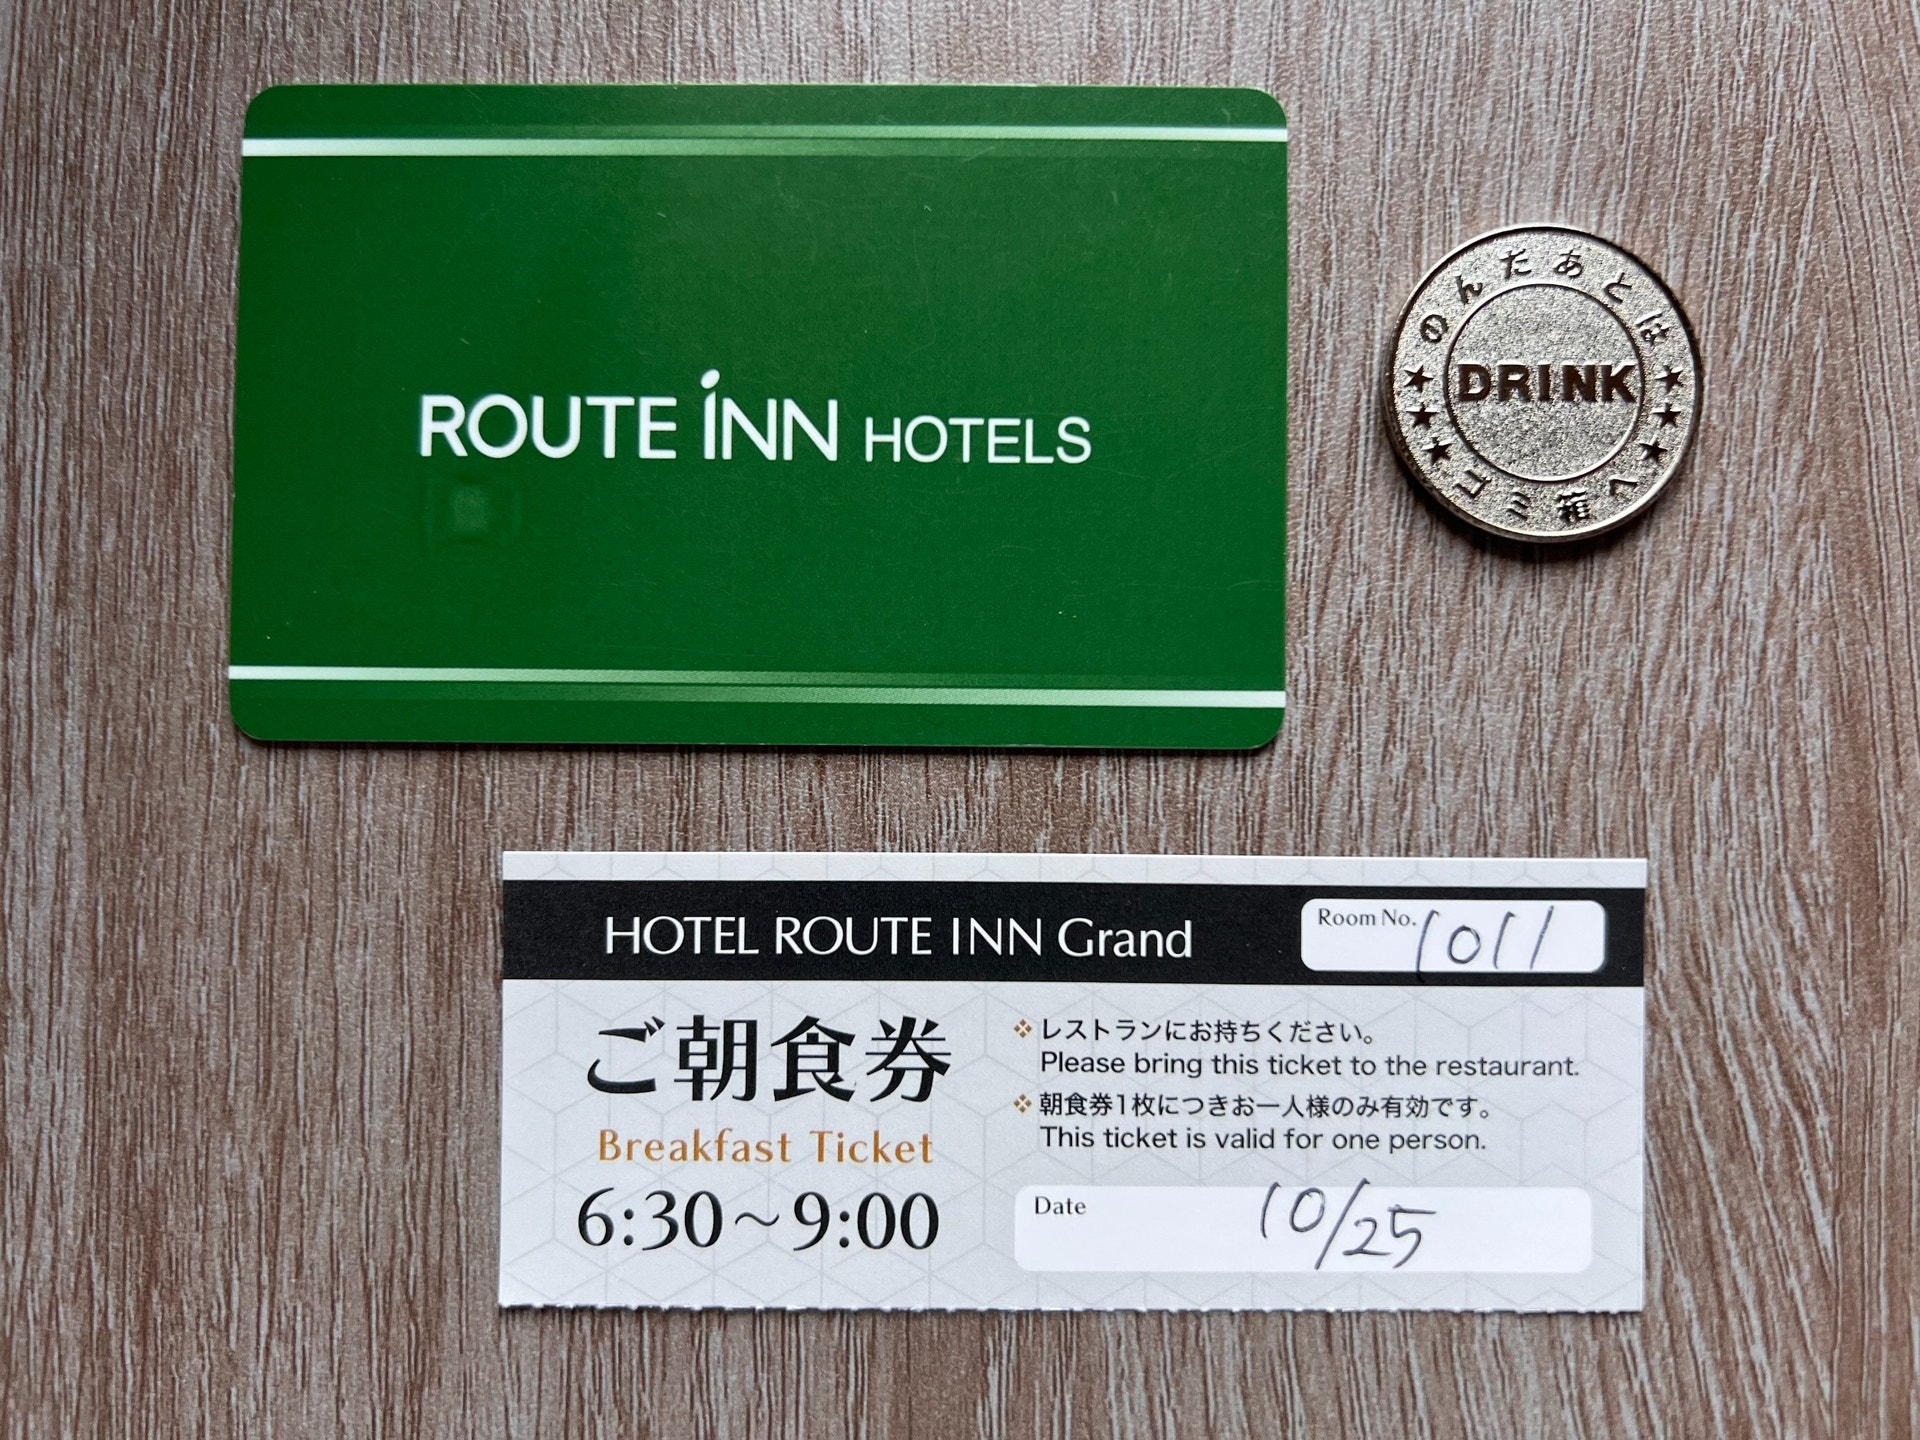 ROUTE INN HOTELS
のんだあとは
★ DRINK ★
★ ★
★ ★
ゴミ箱へ
HOTEL ROUTE INN Grand
Room No. 1011
ご朝食券
Breakfast Ticket
6:30～9:00
レストランにお持ちください。
Please bring this ticket to the restaurant.
朝食券1枚につきお一人様のみ有効です。
This ticket is valid for one person.
Date 10/25